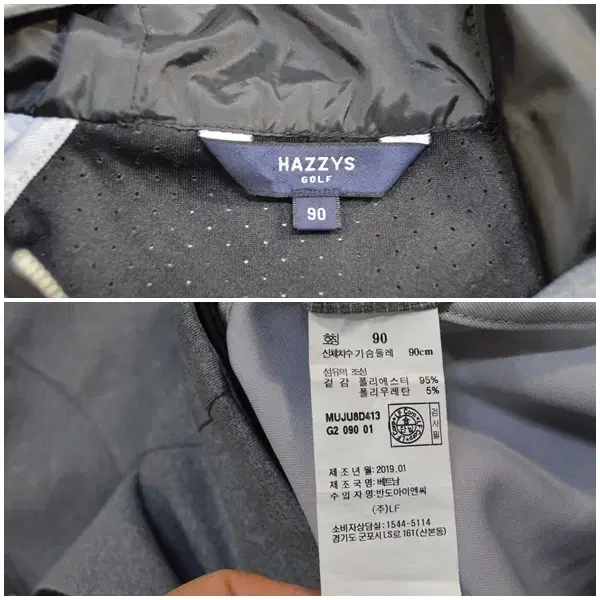 HAZZYS
GOLF
90
호칭 90
신체치수 가슴둘레 90cm
섬유의 조성
겉 감 폴리에스터 95%
폴리우레탄 5%
MUJU8D413
G2 090 01
검사필
제 조 년 월: 2019.01
제 조 국 명: 베트남
수 입 자 명: 반도마이엔씨
(주)LF
소비자상담실: 1544-5114
경기도 군포시 LS로 161(산본동)